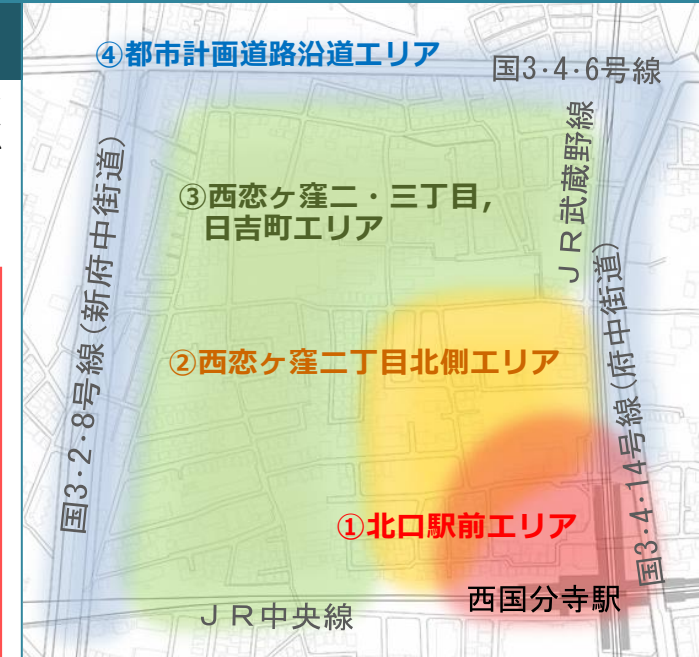 ④都市計画道路沿道エリア
国3・4・6号線
ＪＲ武蔵野線
③西恋ヶ窪二・三丁目，
日吉町エリア
国3・2・8号線(新府中街道)
②西恋ヶ窪二丁目北側エリア
国3・4・14号線(府中街道)
①北口駅前エリア
西国分寺駅
ＪＲ中央線